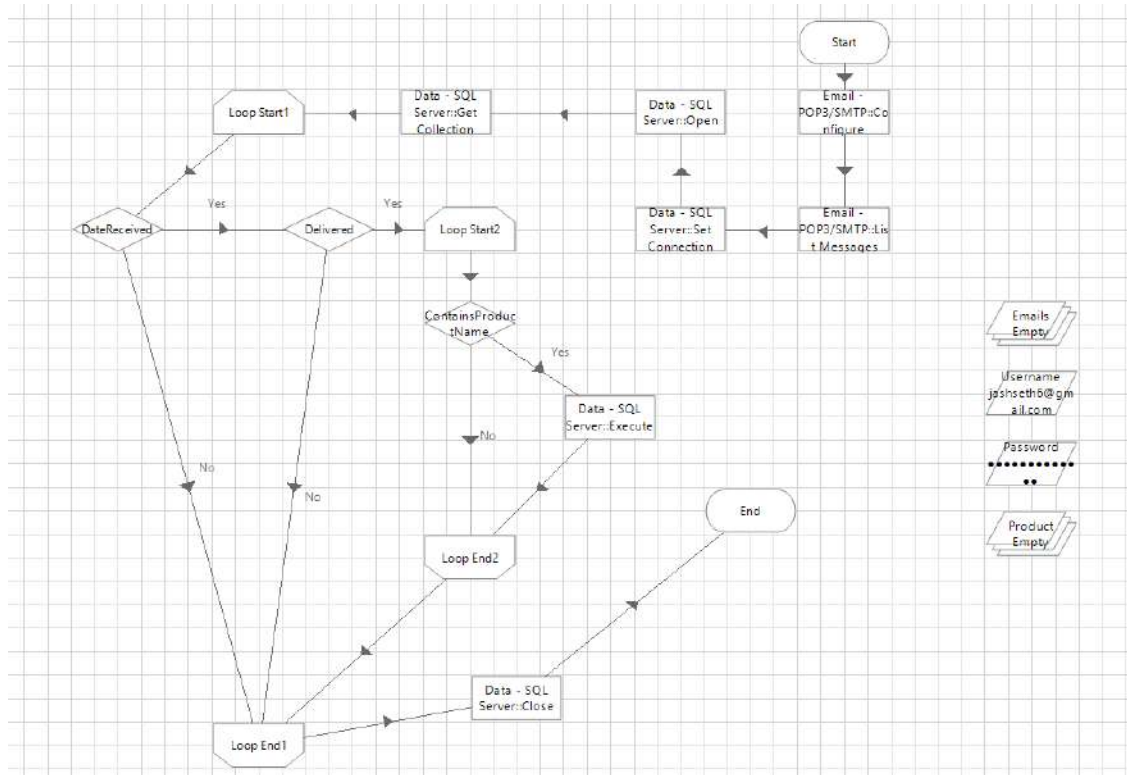 Start
Email -
POP3/SMTP::Co
nfigure
Data - SQL
Server::Open
Data - SQL
Server::Get
Collection
Loop Start1
DateReceived
Yes
Delivered
Yes
Loop Start2
Data - SQL
Server::Set
Connection
Email -
POP3/SMTP::Lis
t Messages
ContainsProduc
tName
Yes
Data - SQL
Server::Execute
No
No
No
Loop End2
End
Data - SQL
Server::Close
Loop End1
Emails
Empty
Username
jashseth6@gm
ail.com
Password
●●●●●●●●●●●
●●
Product
Empty